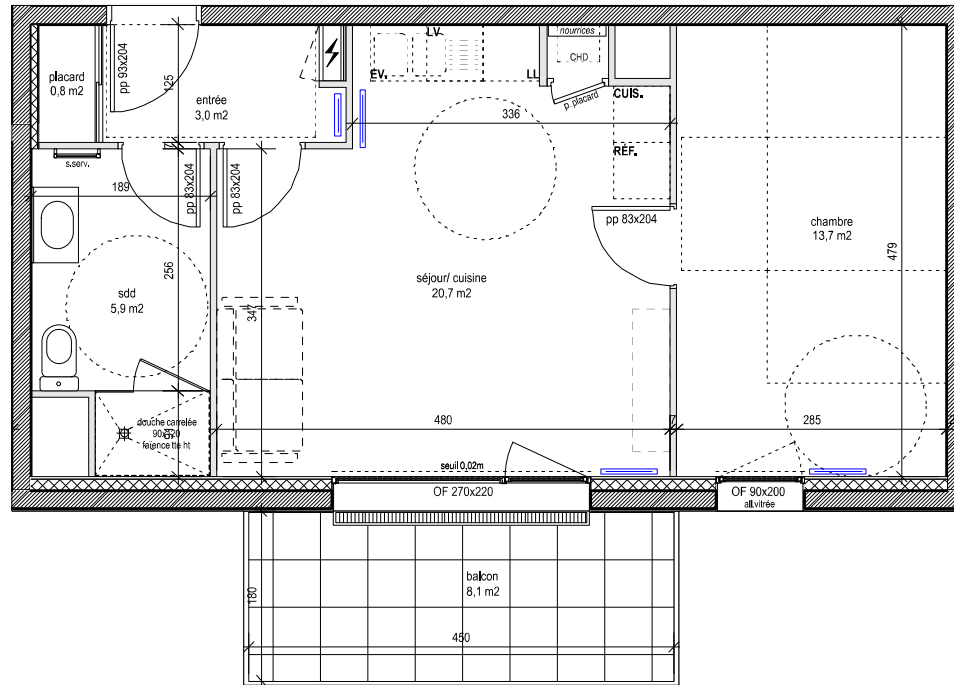 placard
0,8 m2
pp 93x204
125
entrée
3,0 m2
LV
EV.
LL
nourrices
CHD
p. placard
CUIS.
336
RÉF.
s.serv.
189
pp 83x204
pp 83x204
pp 83x204
chambre
13,7 m2
479
256
sdd
5,9 m2
séjour/ cuisine
20,7 m2
347
douche carrelée
90x120
faïence tte ht
480
7
285
seuil 0,02m
OF 270x220
OF 90x200
all.vitrée
balcon
8,1 m2
180
450